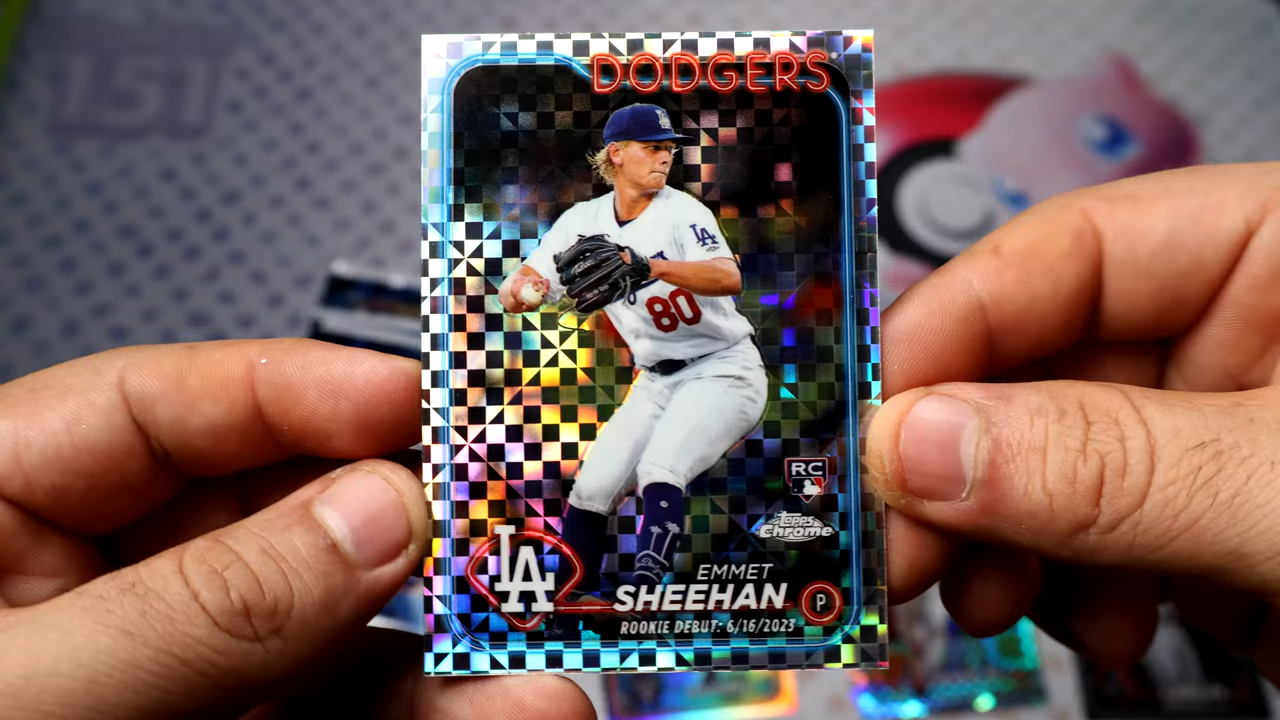 DODGERS
LA
80
RC
Topps
Chrome
LA
EMMET
SHEEHAN
P
ROOKIE DEBUT: 6/16/2023